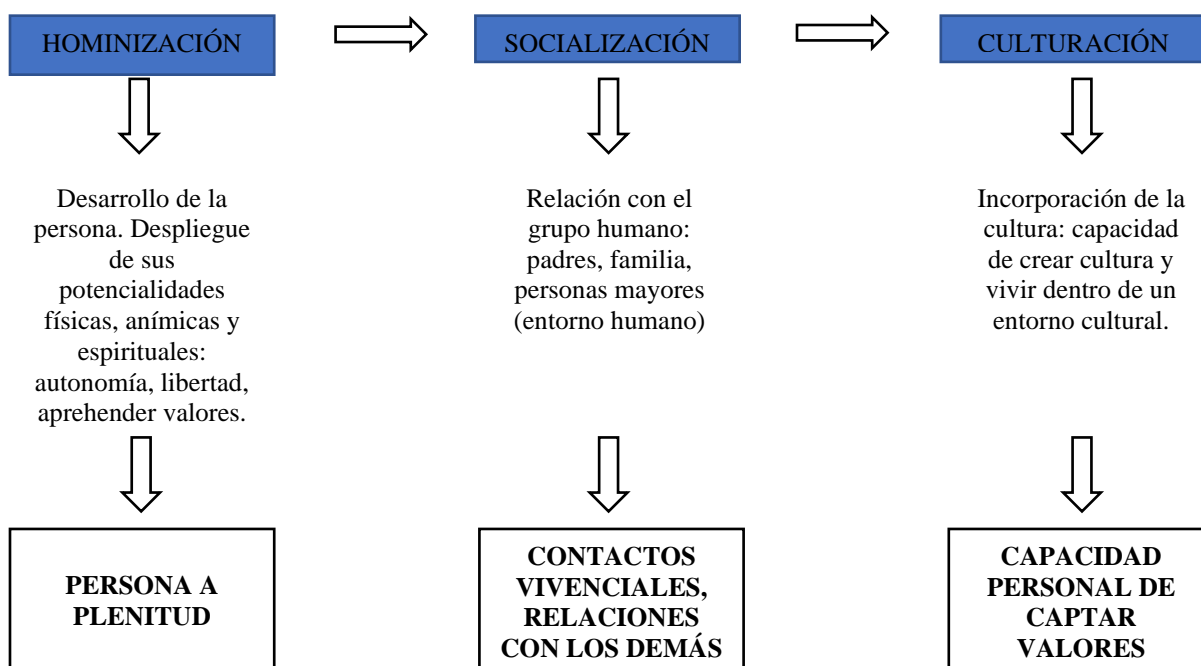 HOMINIZACIÓN
SOCIALIZACIÓN
CULTURACIÓN
Desarrollo de la
persona. Despliegue
de sus
potencialidades
físicas, anímicas y
espirituales:
autonomía, libertad,
aprehender valores.
Relación con el
grupo humano:
padres, familia,
personas mayores
(entorno humano)
Incorporación de la
cultura: capacidad
de crear cultura y
vivir dentro de un
entorno cultural.
PERSONA A
PLENITUD
CONTACTOS
VIVENCIALES,
RELACIONES
CON LOS DEMÁS
CAPACIDAD
PERSONAL DE
CAPTAR
VALORES